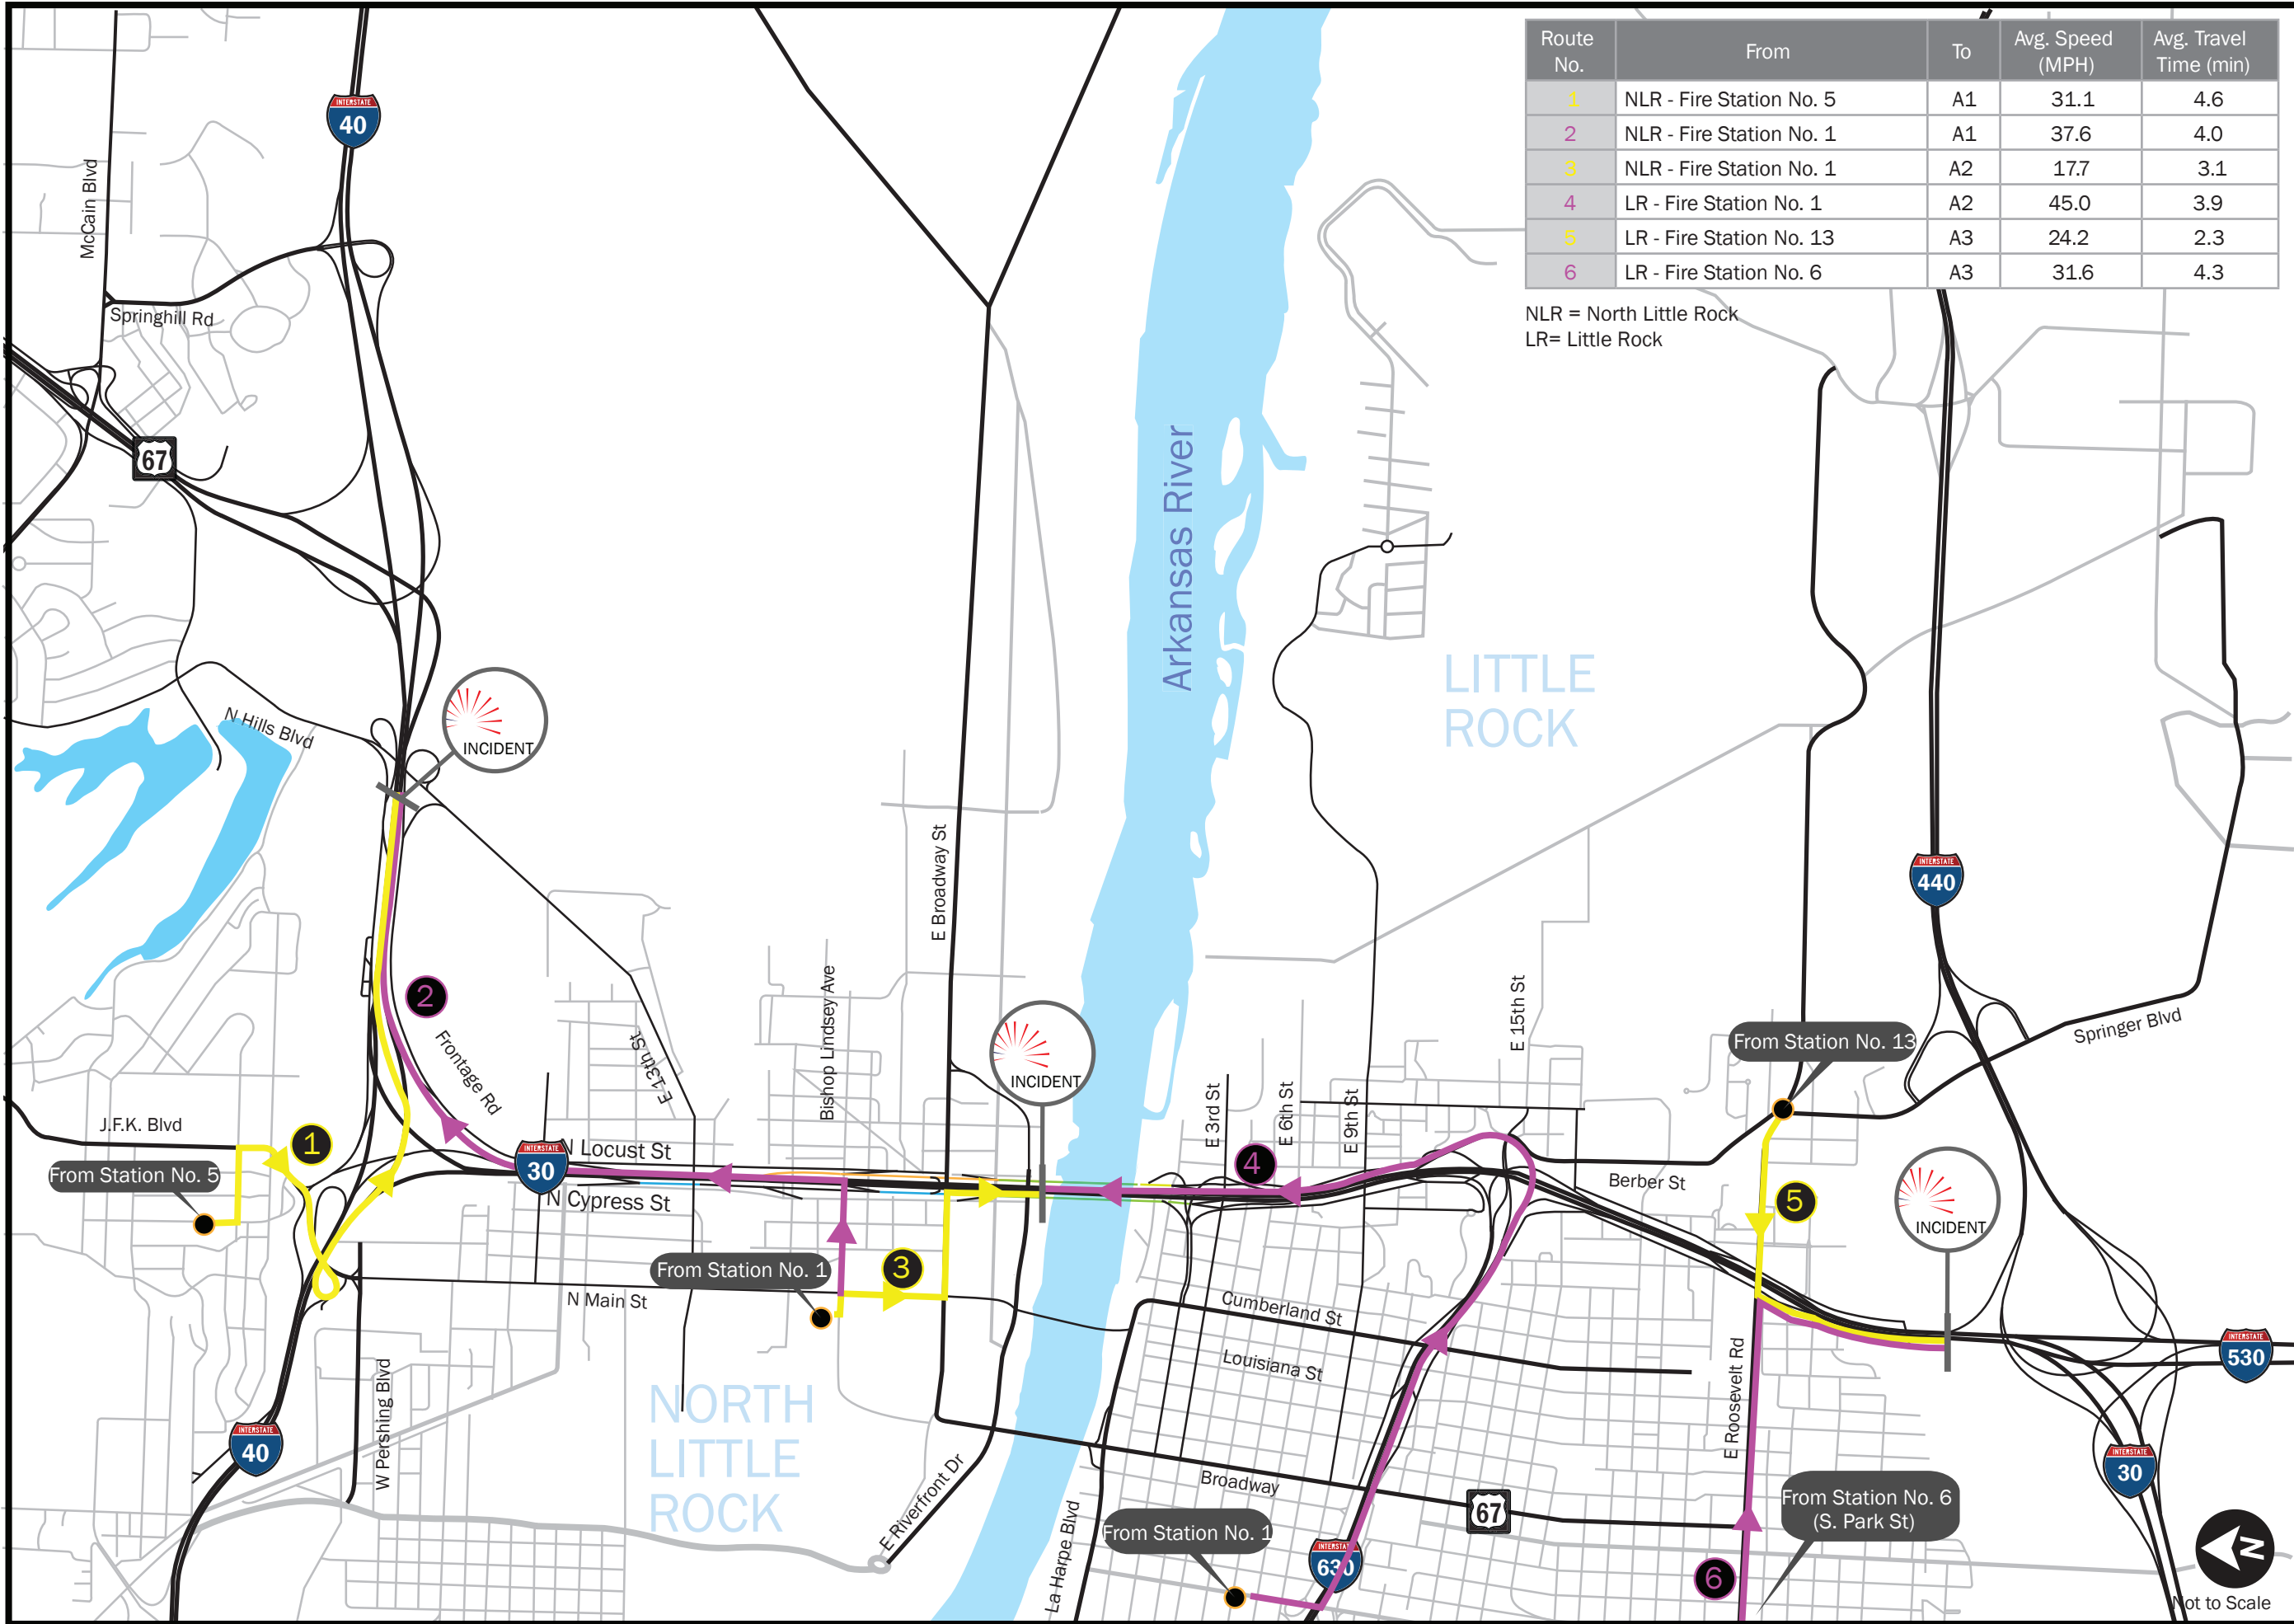 Route No.	From	To	Avg. Speed (MPH)	Avg. Travel Time (min)
1	NLR - Fire Station No. 5	A1	31.1	4.6
2	NLR - Fire Station No. 1	A1	37.6	4.0
3	NLR - Fire Station No. 1	A2	17.7	3.1
4	LR - Fire Station No. 1	A2	45.0	3.9
5	LR - Fire Station No. 13	A3	24.2	2.3
6	LR - Fire Station No. 6	A3	31.6	4.3
NLR = North Little Rock
LR= Little Rock
INTERSTATE
40
McCain Blvd
Springhill Rd
67
N Hills Blvd
INCIDENT
Arkansas River
LITTLE
ROCK
E Broadway St
INTERSTATE
440
2
Frontage Rd
E 13th St
Bishop Lindsey Ave
INCIDENT
E 3rd St
E 6th St
E 9th St
E 15th St
From Station No. 13
Springer Blvd
J.F.K. Blvd
1
From Station No. 5
N Locust St
INTERSTATE
30
N Cypress St
4
Berber St
5
INCIDENT
From Station No. 1
3
N Main St
Cumberland St
Louisiana St
E Roosevelt Rd
INTERSTATE
530
W Pershing Blvd
NORTH
LITTLE
ROCK
INTERSTATE
40
E Riverfront Dr
La Harpe Blvd
Broadway
67
From Station No. 1
INTERSTATE
630
From Station No. 6
(S. Park St)
6
INTERSTATE
30
N
Not to Scale